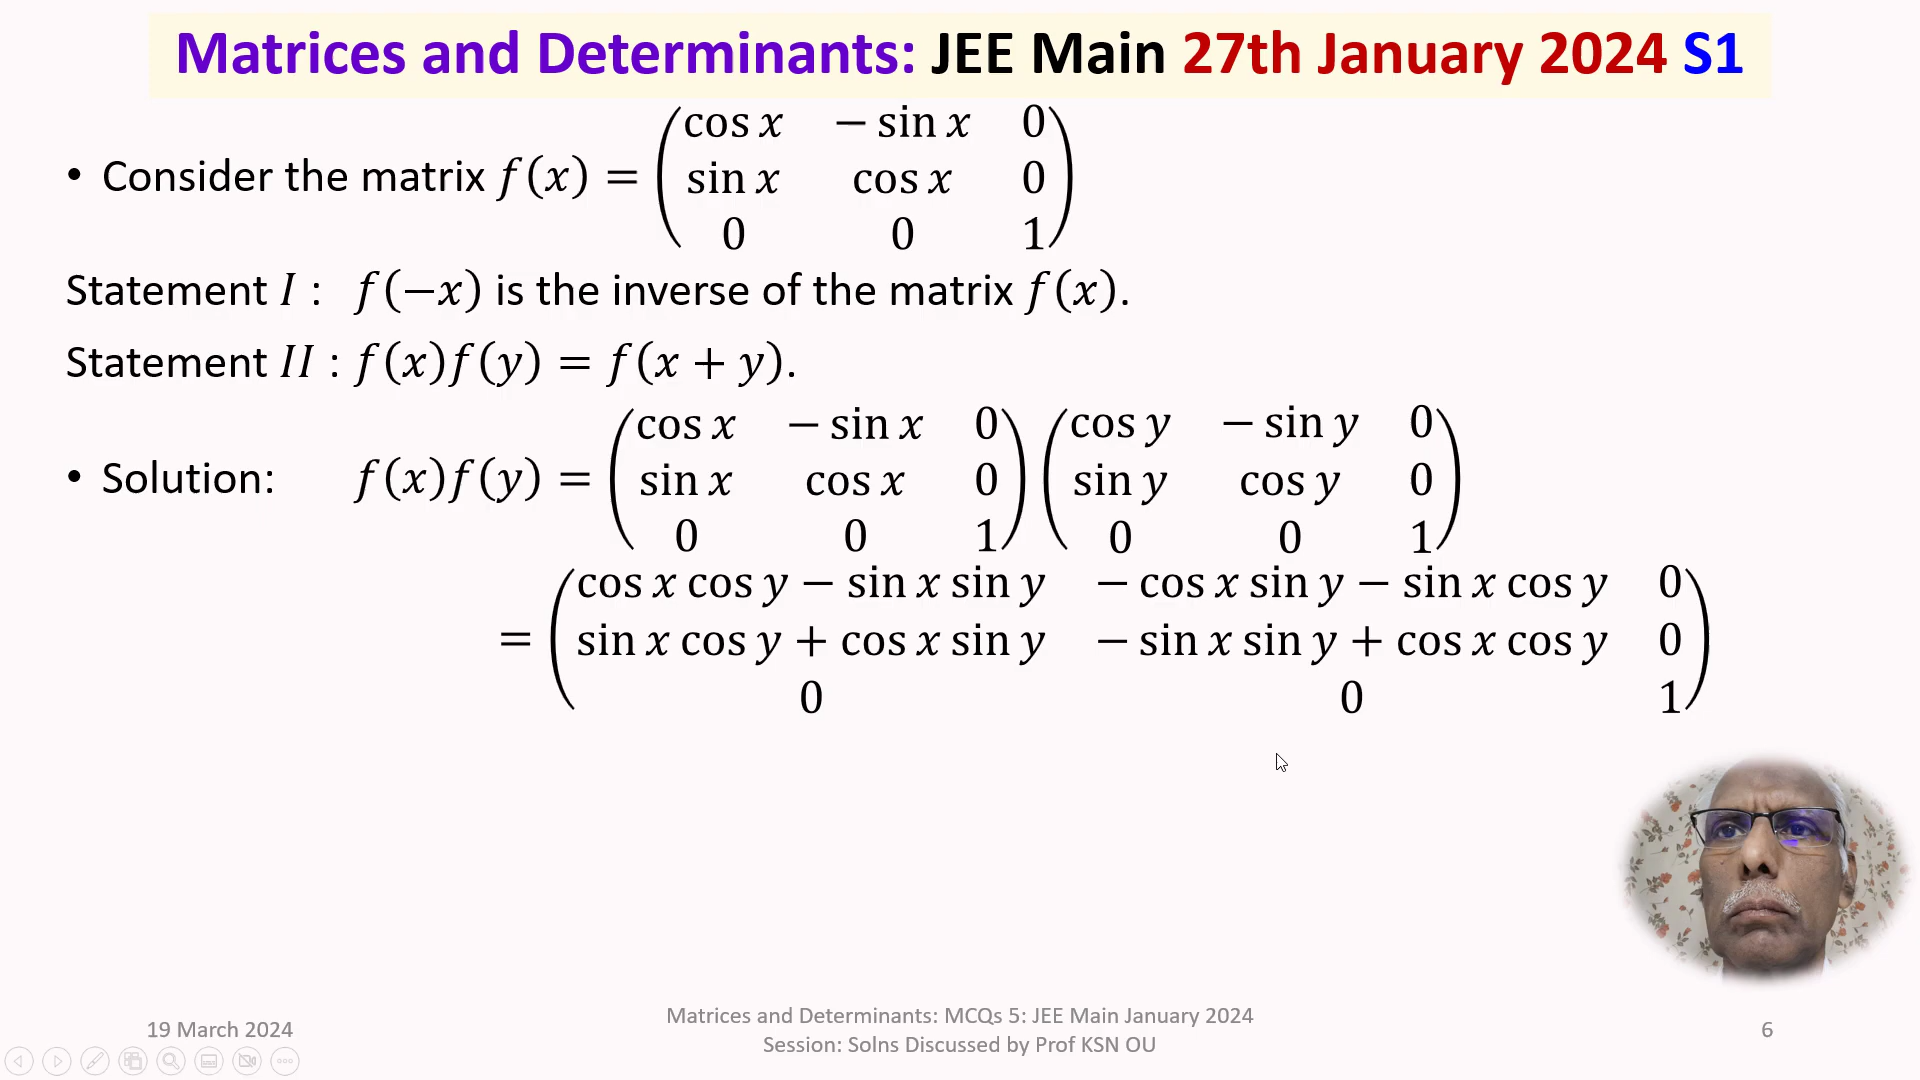 Matrices and Determinants: JEE Main 27th January 2024 S1
• Consider the matrix f(x) = ( cos x  − sin x  0
sin x  cos x  0
0  0  1 )
Statement I :  f(−x) is the inverse of the matrix f(x).
Statement II : f(x)f(y) = f(x + y).
• Solution:  f(x)f(y) = ( cos x  − sin x  0 ) ( cos y  − sin y  0 )
sin x  cos x  0  sin y  cos y  0
0  0  1  0  0  1
= ( cos x cos y − sin x sin y  − cos x sin y − sin x cos y  0
sin x cos y + cos x sin y  − sin x sin y + cos x cos y  0
0  0  1 )
19 March 2024
Matrices and Determinants: MCQs 5: JEE Main January 2024
Session: Solns Discussed by Prof KSN OU
6